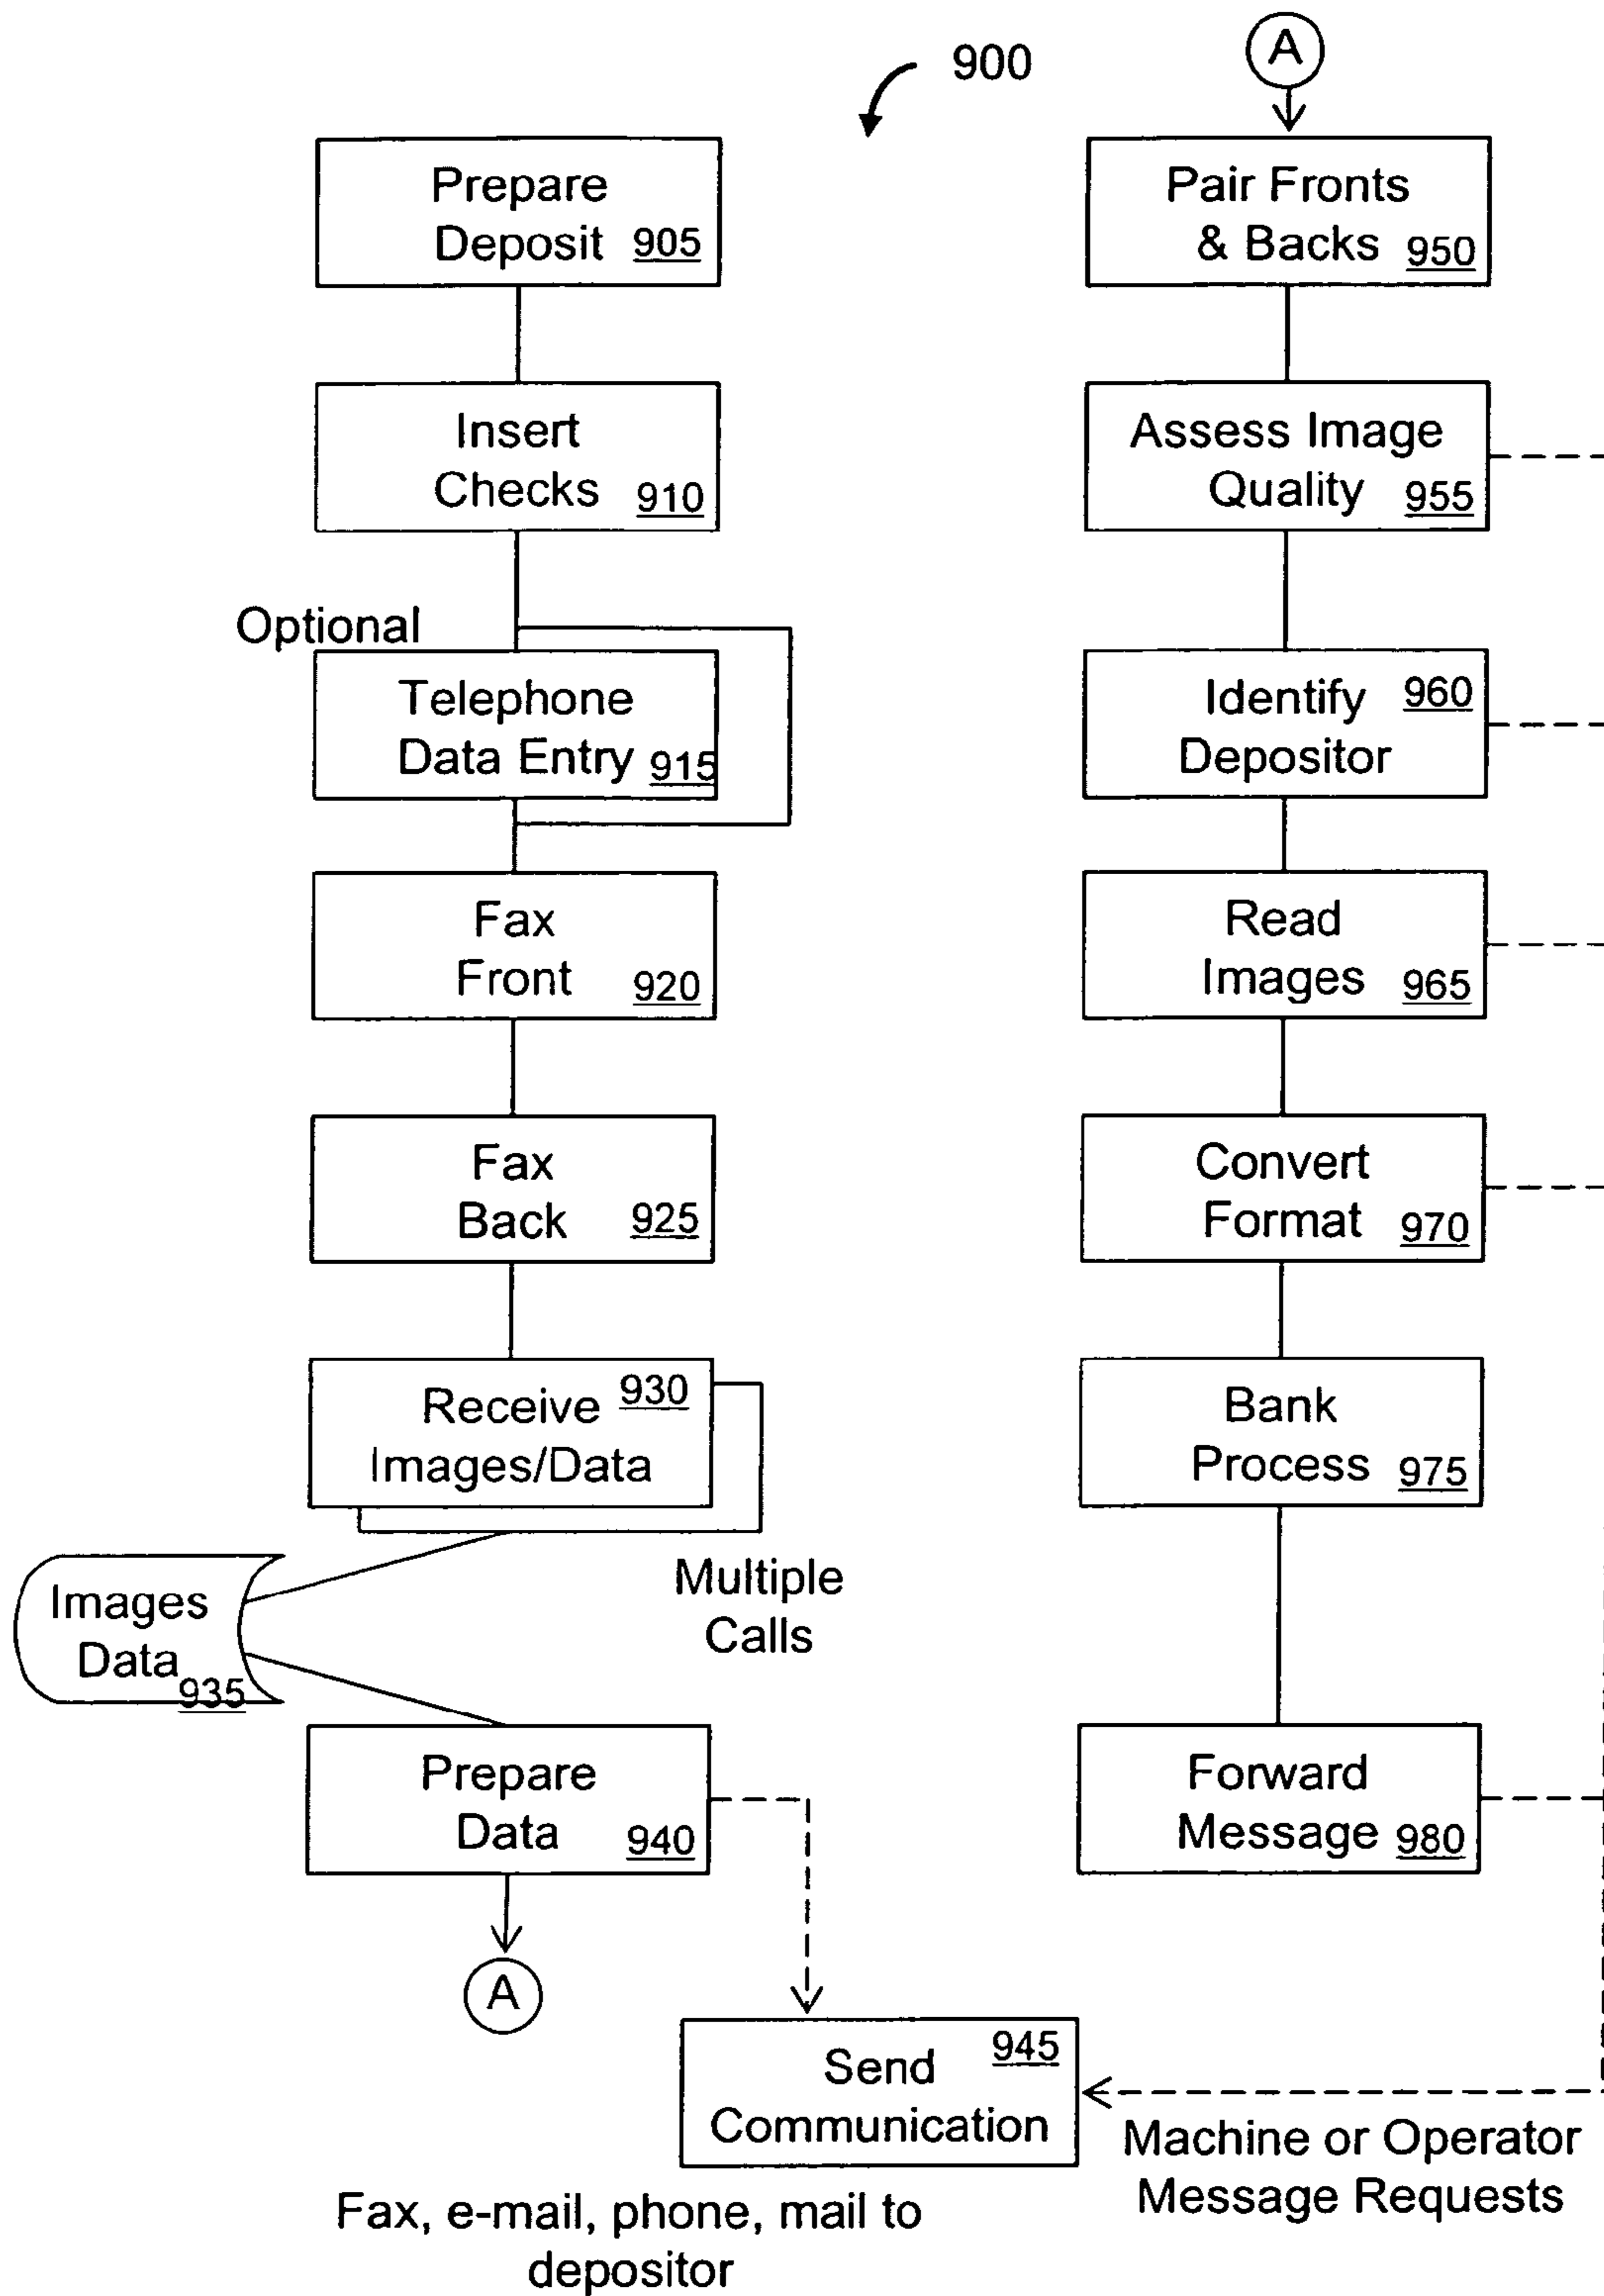 900
Prepare
Deposit 905
Insert
Checks 910
Optional
Telephone
Data Entry 915
Fax
Front 920
Fax
Back 925
Receive 930
Images/Data
Multiple
Calls
Images
Data 935
Prepare
Data 940
A
Send 945
Communication
Fax, e-mail, phone, mail to
depositor
A
Pair Fronts
& Backs 950
Assess Image
Quality 955
Identify 960
Depositor
Read
Images 965
Convert
Format 970
Bank
Process 975
Forward
Message 980
Machine or Operator
Message Requests